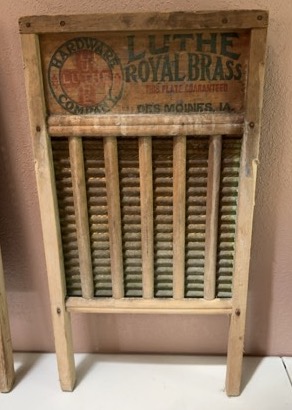 HARDWARE
LUTHE
COMPANY
LUTHE
ROYAL BRASS
THIS PLATE GUARANTEED
DES MOINES, IA.